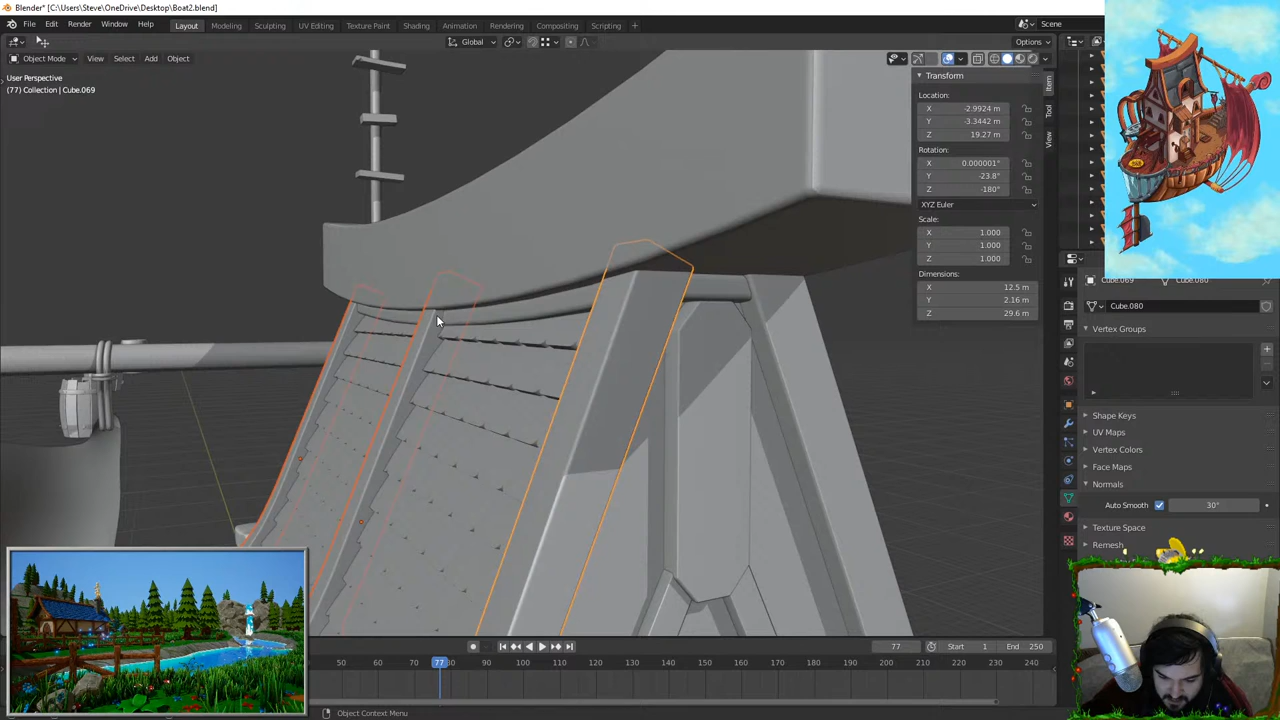 Blender* [C:\Users\Steve\OneDrive\Desktop\Boat2.blend]
File Edit Render Window Help Layout Modeling Sculpting UV Editing Texture Paint Shading Animation Rendering Compositing Scripting + Scene
Global Options
Object Mode View Select Add Object
User Perspective
(77) Collection | Cube.069
Transform
Location:
X -2.9924 m
Y -3.3442 m
Z 19.27 m
Rotation:
X 0.000001°
Y -23.8°
Z -180°
XYZ Euler
Scale:
X 1.000
Y 1.000
Z 1.000
Dimensions:
X 12.5 m
Y 2.16 m
Z 29.6 m
Item
Tool
View
Cube.069 Cube.080
Cube.080
Vertex Groups
Shape Keys
UV Maps
Vertex Colors
Face Maps
Normals
Auto Smooth 30°
Texture Space
Remesh
77 Start 1 End 250
50 60 70 77 80 90 100 110 120 130 140 150 160 170 180 190 200 210 220 230 240
Object Context Menu